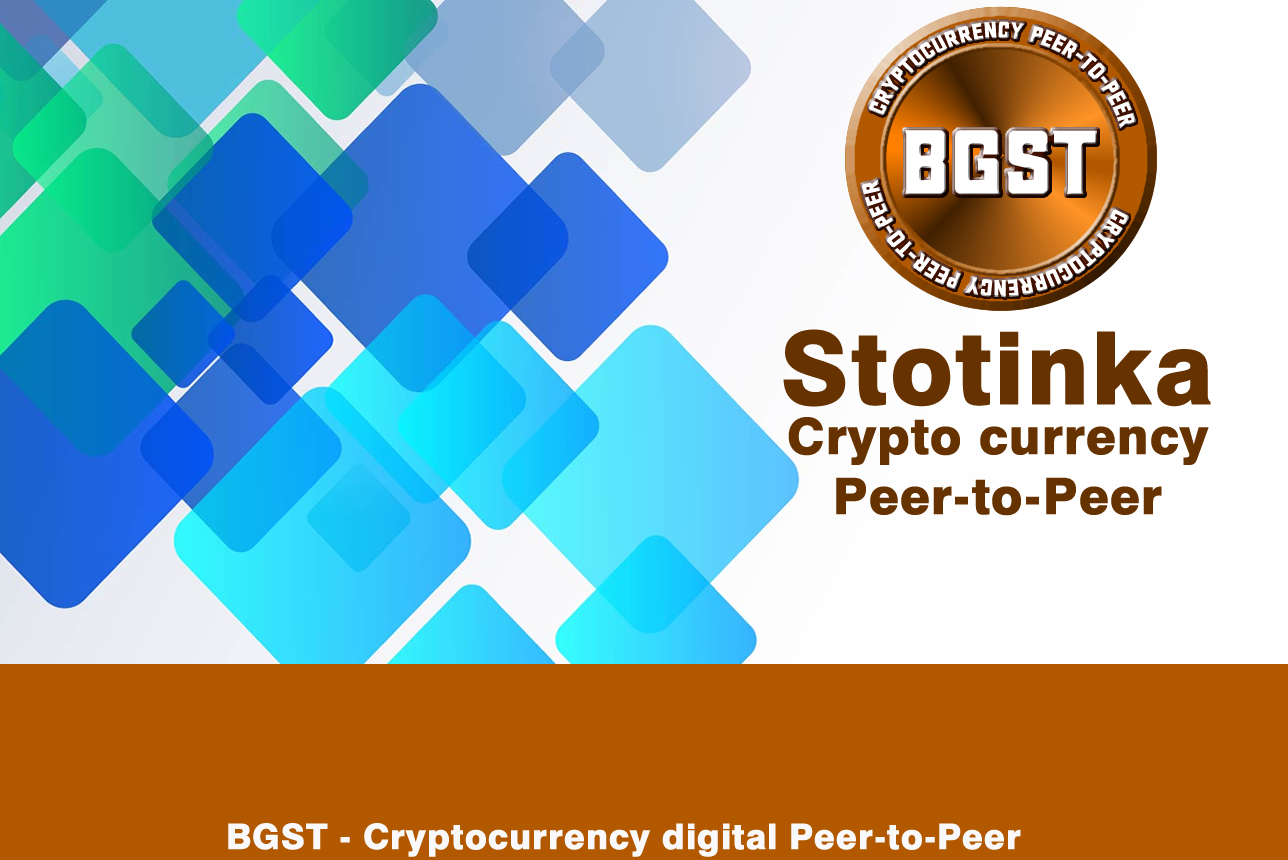 CRYPTOCURRENCY PEER-TO-PEER
BGST
CRYPTOCURRENCY PEER-TO-PEER
Stotinka
Crypto currency
Peer-to-Peer
BGST - Cryptocurrency digital Peer-to-Peer